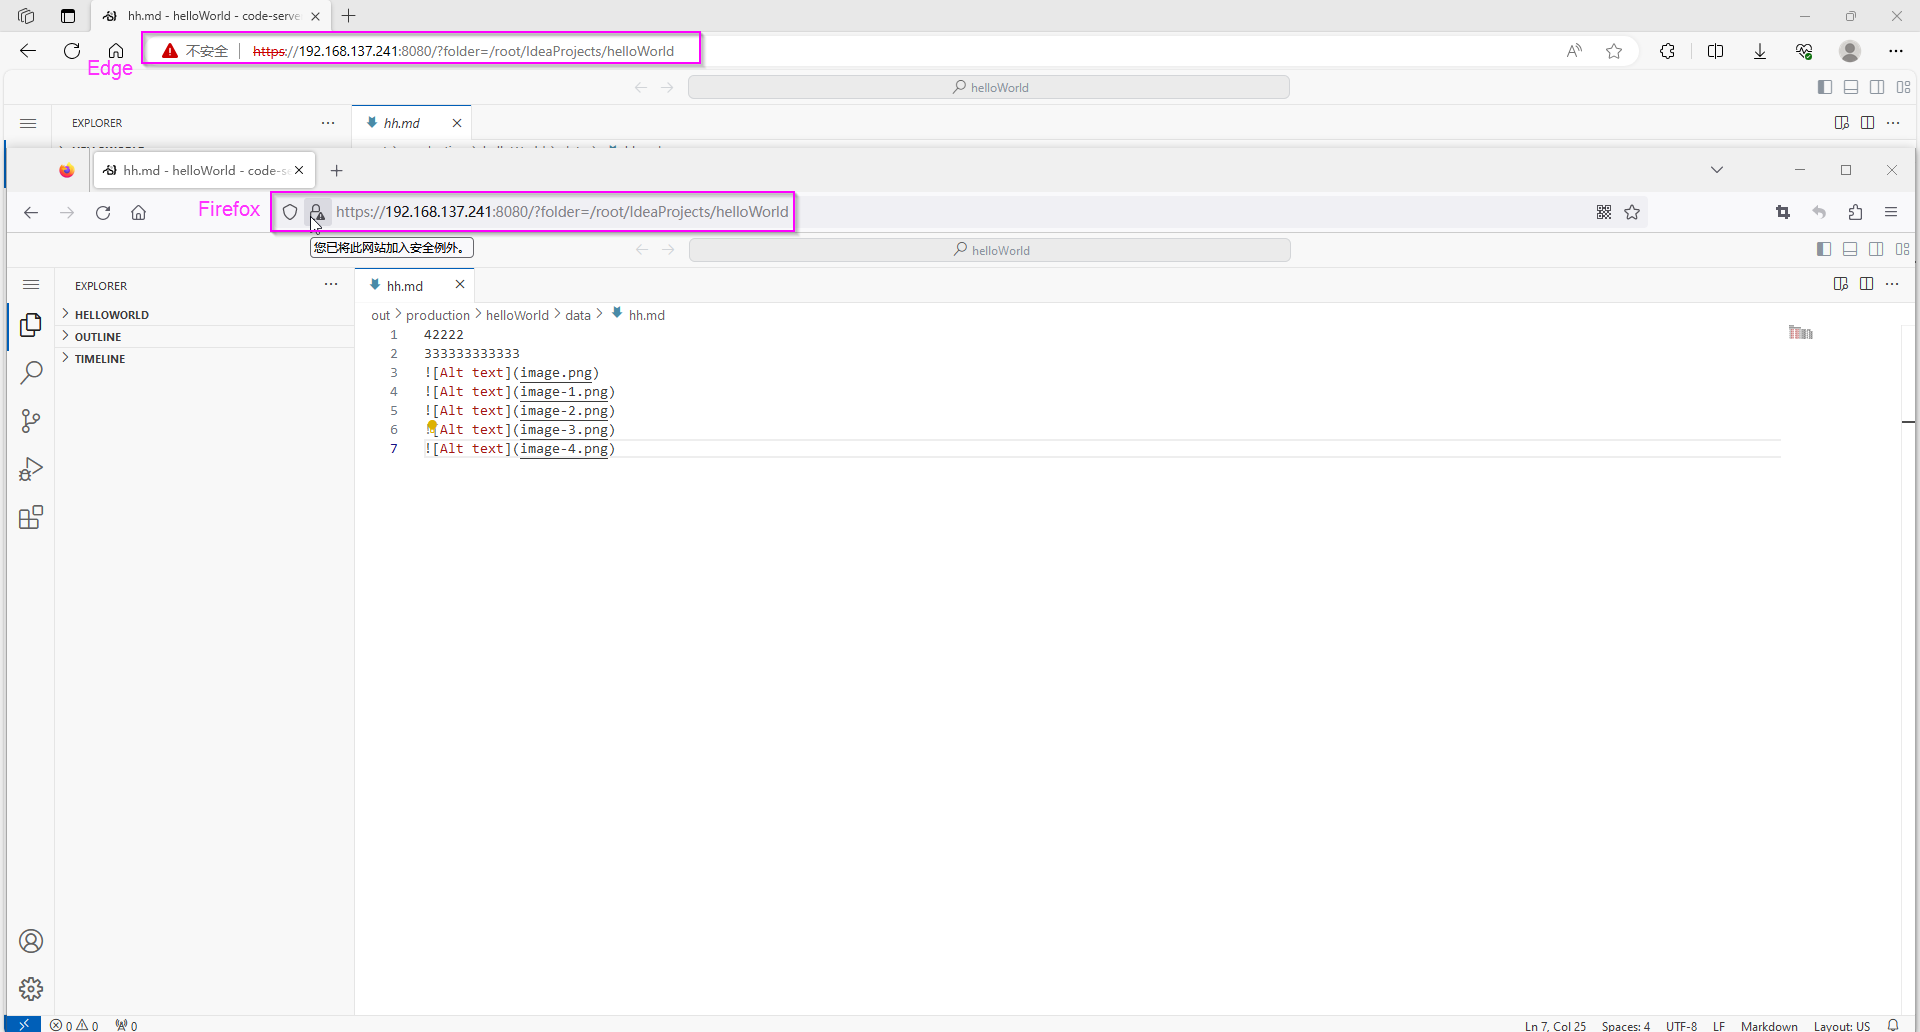 hh.md - helloWorld - code-serve
不安全 https://192.168.137.241:8080/?folder=/root/IdeaProjects/helloWorld
Edge
helloWorld
EXPLORER
hh.md
hh.md - helloWorld - code-se
Firefox
https://192.168.137.241:8080/?folder=/root/IdeaProjects/helloWorld
您已将此网站加入安全例外。
helloWorld
EXPLORER
hh.md
HELLOWORLD
OUTLINE
TIMELINE
out > production > helloWorld > data > hh.md
1 42222
2 333333333333
3 ![Alt text](image.png)
4 ![Alt text](image-1.png)
5 ![Alt text](image-2.png)
6 ![Alt text](image-3.png)
7 ![Alt text](image-4.png)
0 0 0
Ln 7, Col 25 Spaces: 4 UTF-8 LF Markdown Layout: US